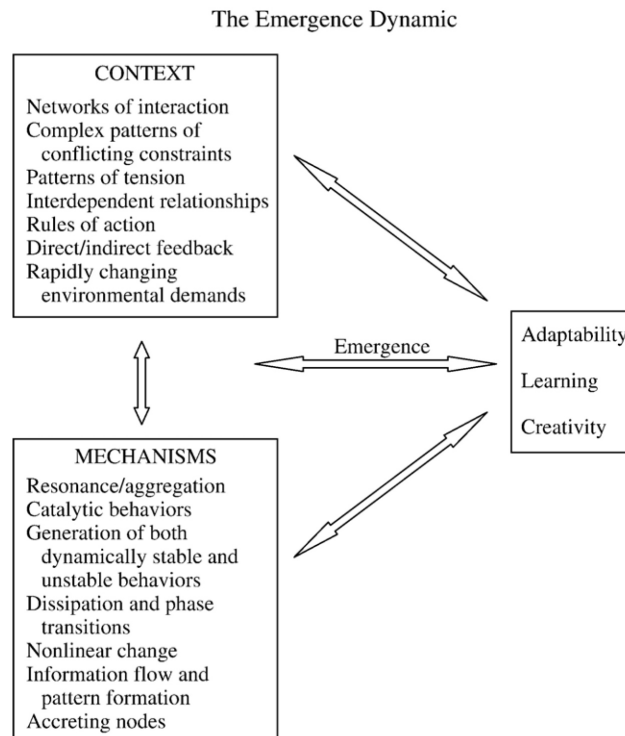 The Emergence Dynamic
CONTEXT
Networks of interaction
Complex patterns of
conflicting constraints
Patterns of tension
Interdependent relationships
Rules of action
Direct/indirect feedback
Rapidly changing
environmental demands
Emergence
Adaptability
Learning
Creativity
MECHANISMS
Resonance/aggregation
Catalytic behaviors
Generation of both
dynamically stable and
unstable behaviors
Dissipation and phase
transitions
Nonlinear change
Information flow and
pattern formation
Accreting nodes